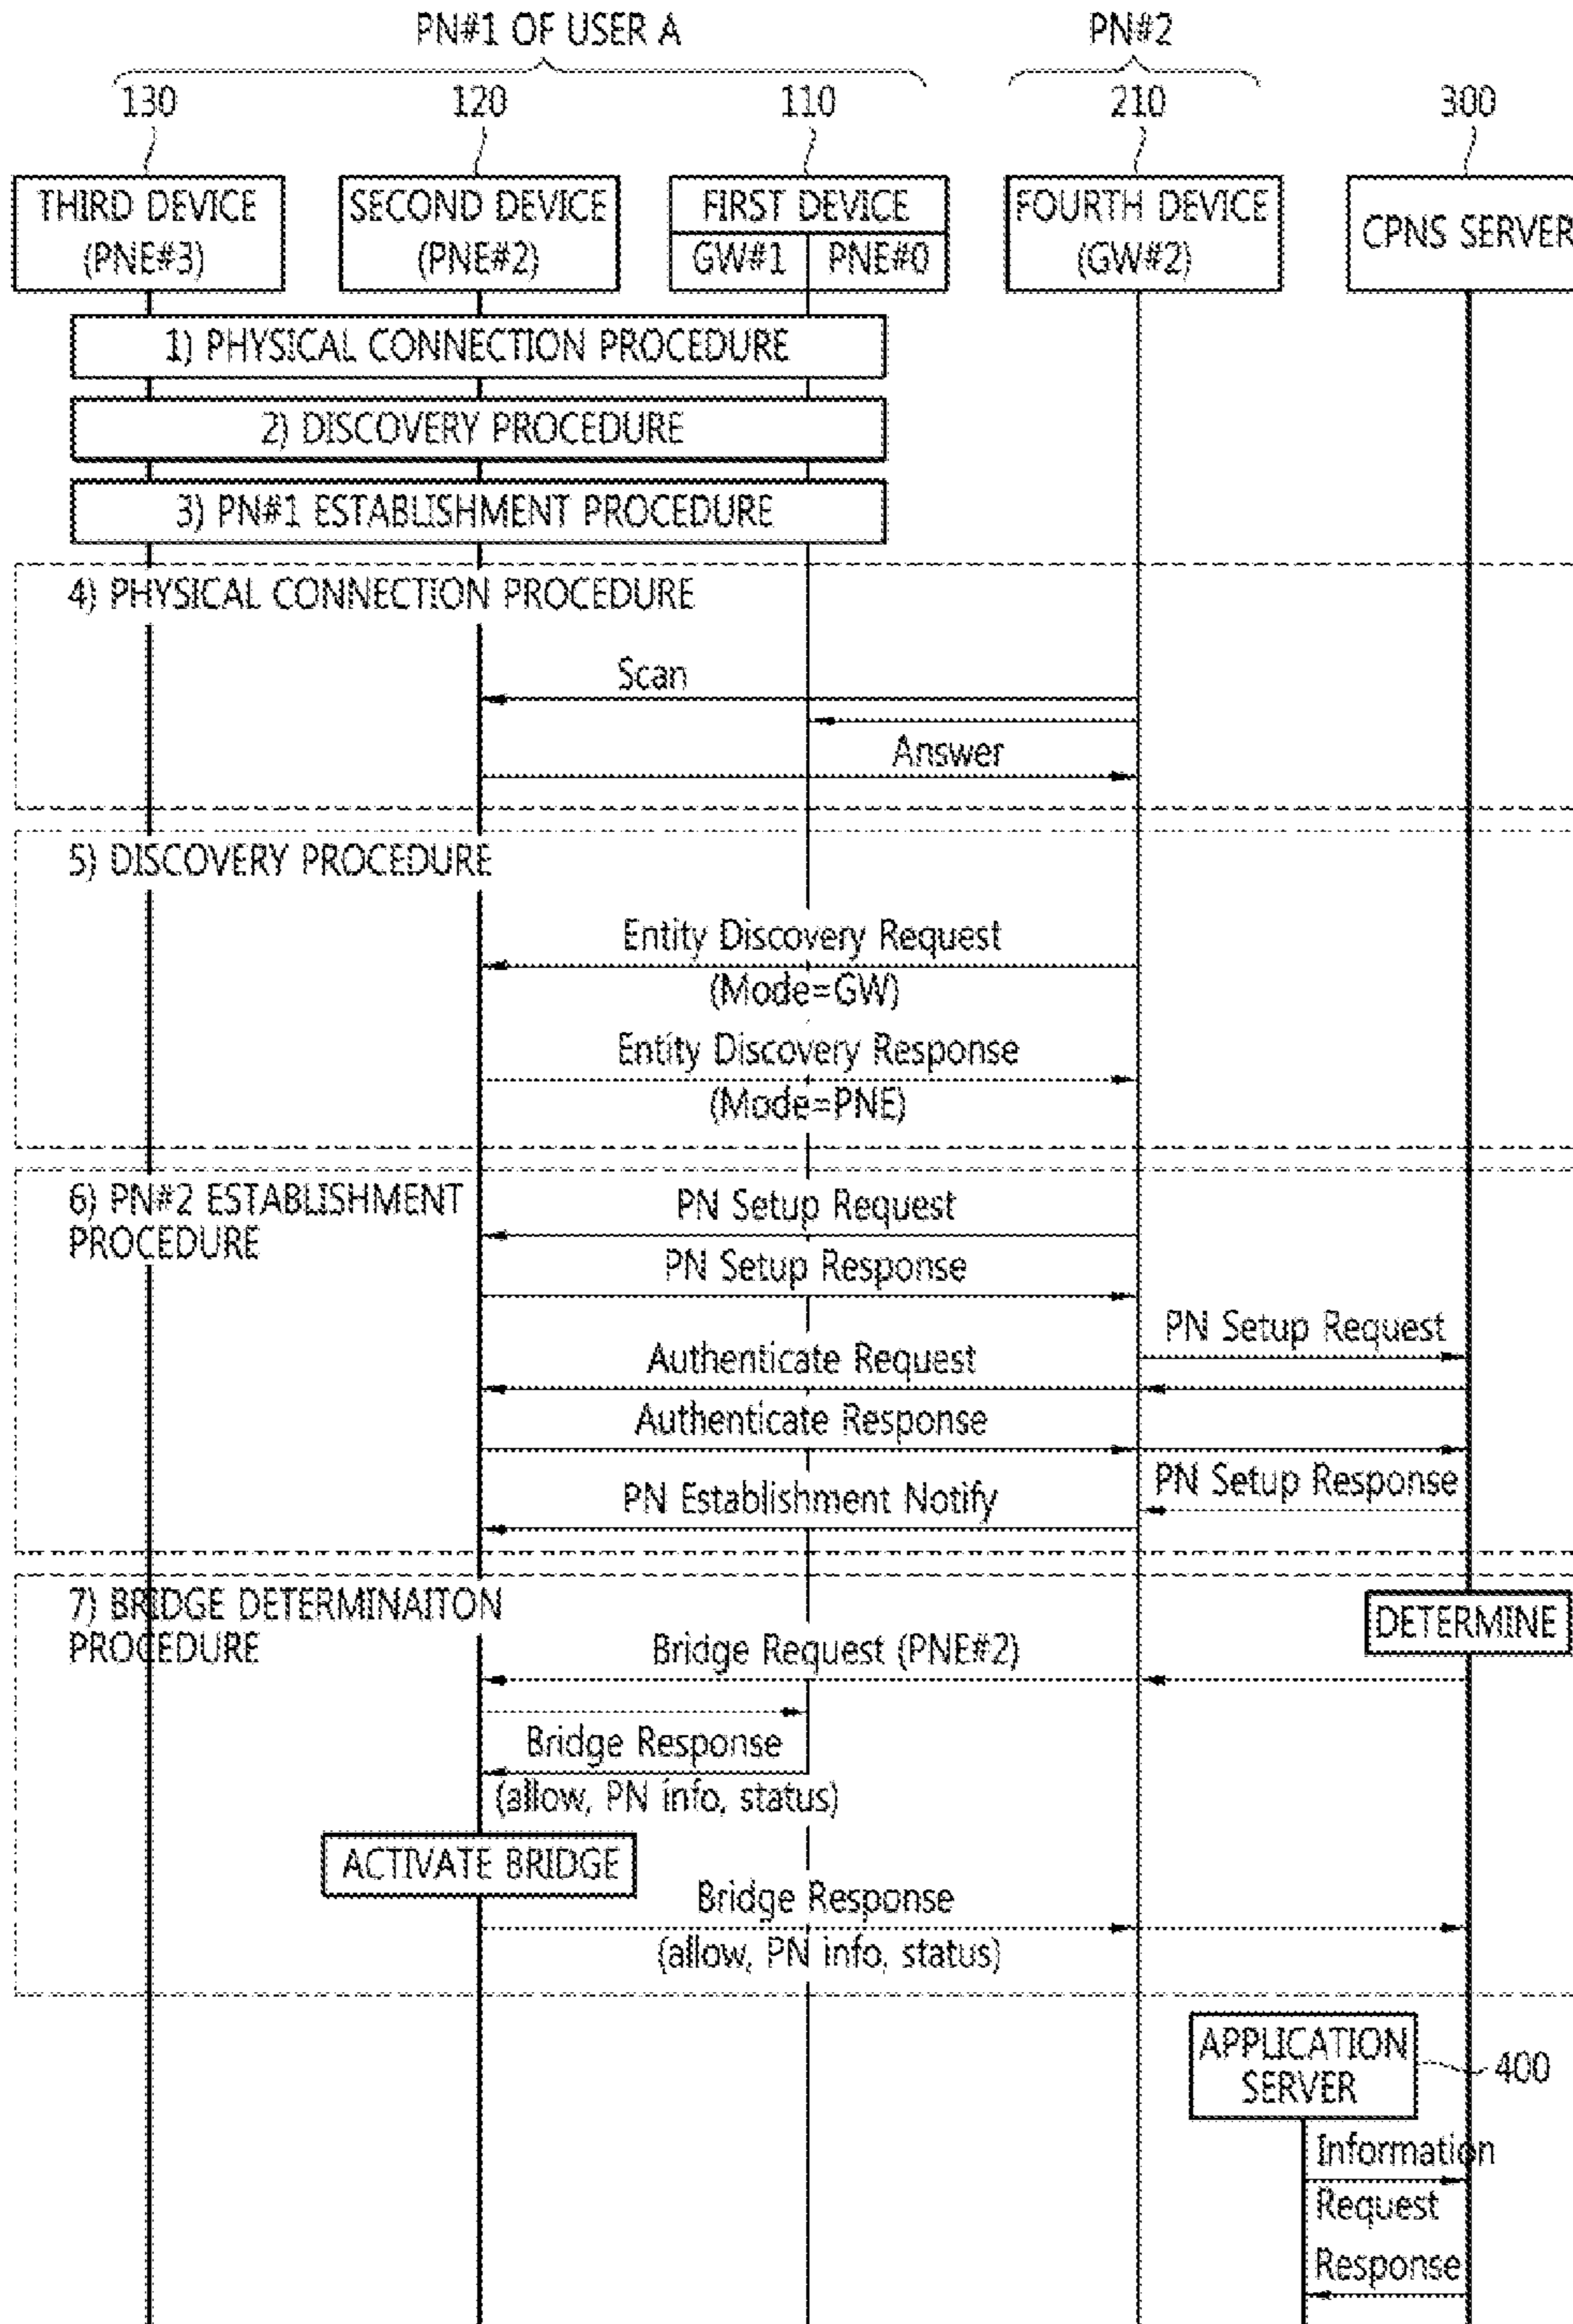 PN#1 OF USER A
PN#2
130
120
110
210
300
THIRD DEVICE
(PNE#3)
SECOND DEVICE
(PNE#2)
FIRST DEVICE
GW#1
PNE#0
FOURTH DEVICE
(GW#2)
CPNS SERVER
1) PHYSICAL CONNECTION PROCEDURE
2) DISCOVERY PROCEDURE
3) PN#1 ESTABLISHMENT PROCEDURE
4) PHYSICAL CONNECTION PROCEDURE
Scan
Answer
5) DISCOVERY PROCEDURE
Entity Discovery Request
(Mode=GW)
Entity Discovery Response
(Mode=PNE)
6) PN#2 ESTABLISHMENT
PROCEDURE
PN Setup Request
PN Setup Response
PN Setup Request
Authenticate Request
Authenticate Response
PN Setup Response
PN Establishment Notify
7) BRIDGE DETERMINAITON
PROCEDURE
DETERMINE
Bridge Request (PNE#2)
Bridge Response
(allow, PN info, status)
ACTIVATE BRIDGE
Bridge Response
(allow, PN info, status)
APPLICATION
SERVER
400
Information
Request
Response